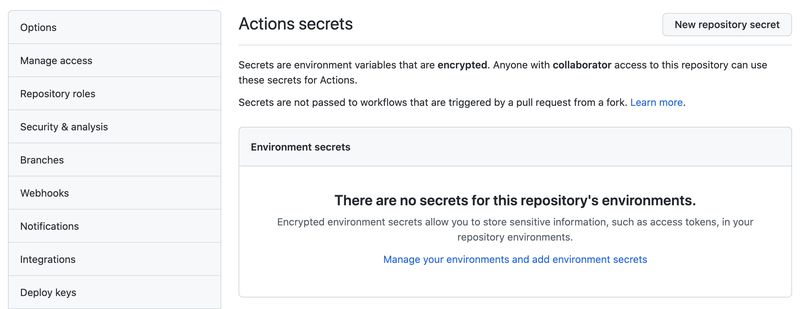 Options
Manage access
Repository roles
Security & analysis
Branches
Webhooks
Notifications
Integrations
Deploy keys
Actions secrets
New repository secret
Secrets are environment variables that are encrypted. Anyone with collaborator access to this repository can use
these secrets for Actions.
Secrets are not passed to workflows that are triggered by a pull request from a fork. Learn more.
Environment secrets
There are no secrets for this repository's environments.
Encrypted environment secrets allow you to store sensitive information, such as access tokens, in your
repository environments.
Manage your environments and add environment secrets